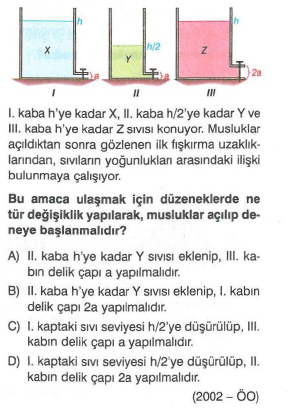 h
h
X
h/2
Y
Z
a
a
2a
I
II
III
I. kaba h'ye kadar X, II. kaba h/2'ye kadar Y ve
III. kaba h'ye kadar Z sıvısı konuyor. Musluklar
açıldıktan sonra gözlenen ilk fışkırma uzaklık-
larından, sıvıların yoğunlukları arasındaki ilişki
bulunmaya çalışıyor.
Bu amaca ulaşmak için düzeneklerde ne
tür değişiklik yapılarak, musluklar açılıp de-
neye başlanmalıdır?
A) II. kaba h'ye kadar Y sıvısı eklenip, III. ka-
bın delik çapı a yapılmalıdır.
B) II. kaba h'ye kadar Y sıvısı eklenip, I. kabın
delik çapı 2a yapılmalıdır.
C) I. kaptaki sıvı seviyesi h/2'ye düşürülüp, III.
kabın delik çapı a yapılmalıdır.
D) I. kaptaki sıvı seviyesi h/2'ye düşürülüp, II.
kabın delik çapı 2a yapılmalıdır.
(2002 – ÖO)